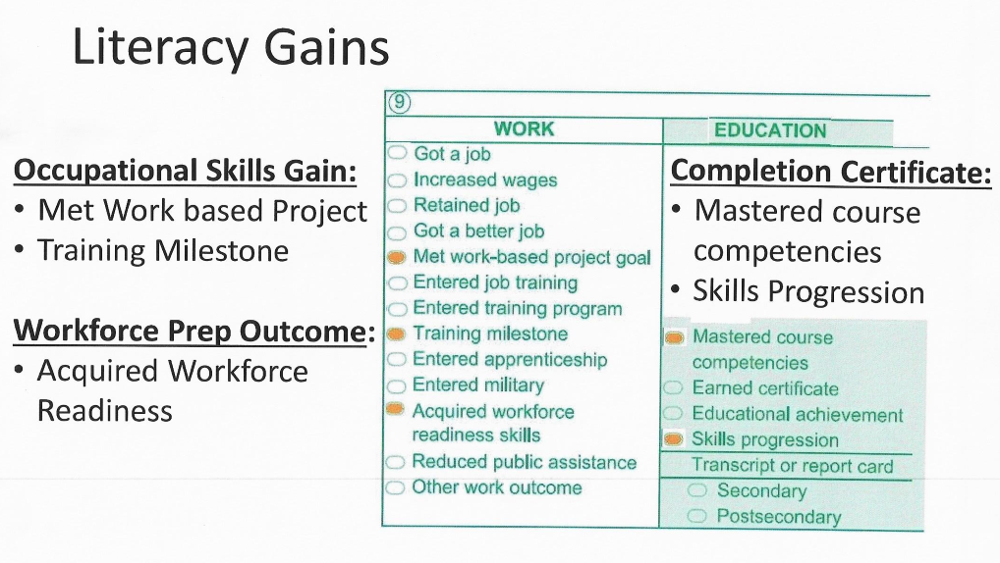 Literacy Gains
Occupational Skills Gain:
• Met Work based Project
• Training Milestone
Workforce Prep Outcome:
• Acquired Workforce
Readiness
9
WORK
Got a job
Increased wages
Retained job
Got a better job
Met work-based project goal
Entered job training
Entered training program
Training milestone
Entered apprenticeship
Entered military
Acquired workforce
readiness skills
Reduced public assistance
Other work outcome
EDUCATION
Completion Certificate:
• Mastered course
competencies
• Skills Progression
Mastered course
competencies
Earned certificate
Educational achievement
Skills progression
Transcript or report card
Secondary
Postsecondary